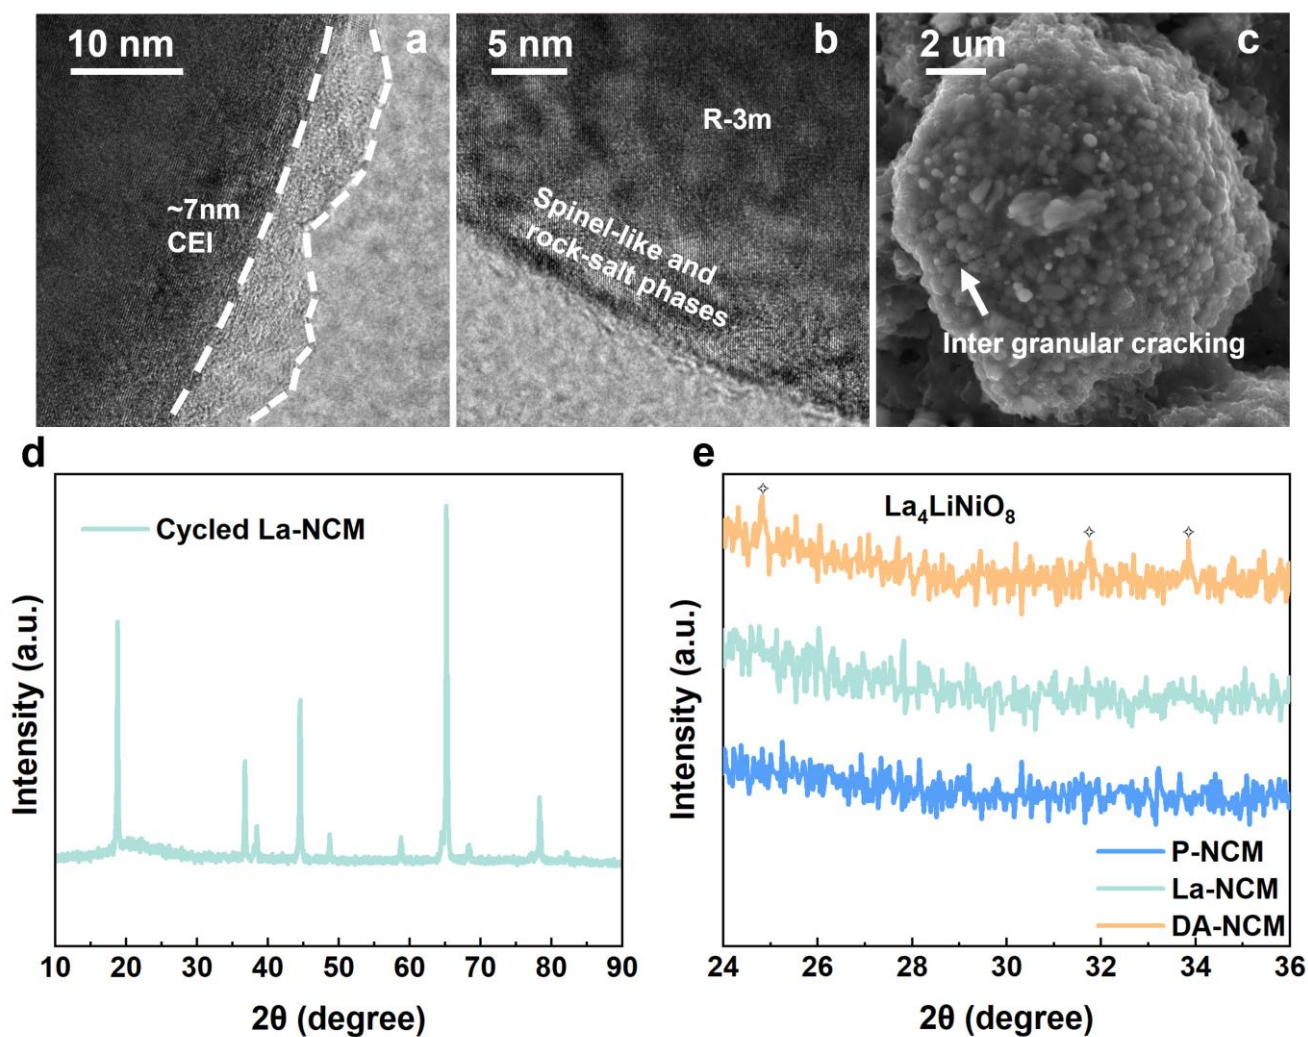 10 nm
a
~7nm
CEI
5 nm
b
R-3m
Spinel-like and
rock-salt phases
2 um
c
Inter granular cracking
d
Cycled La-NCM
Intensity (a.u.)
10 20 30 40 50 60 70 80 90
2θ (degree)
e
La₄LiNiO₈
Intensity (a.u.)
P-NCM
La-NCM
DA-NCM
24 26 28 30 32 34 36
2θ (degree)